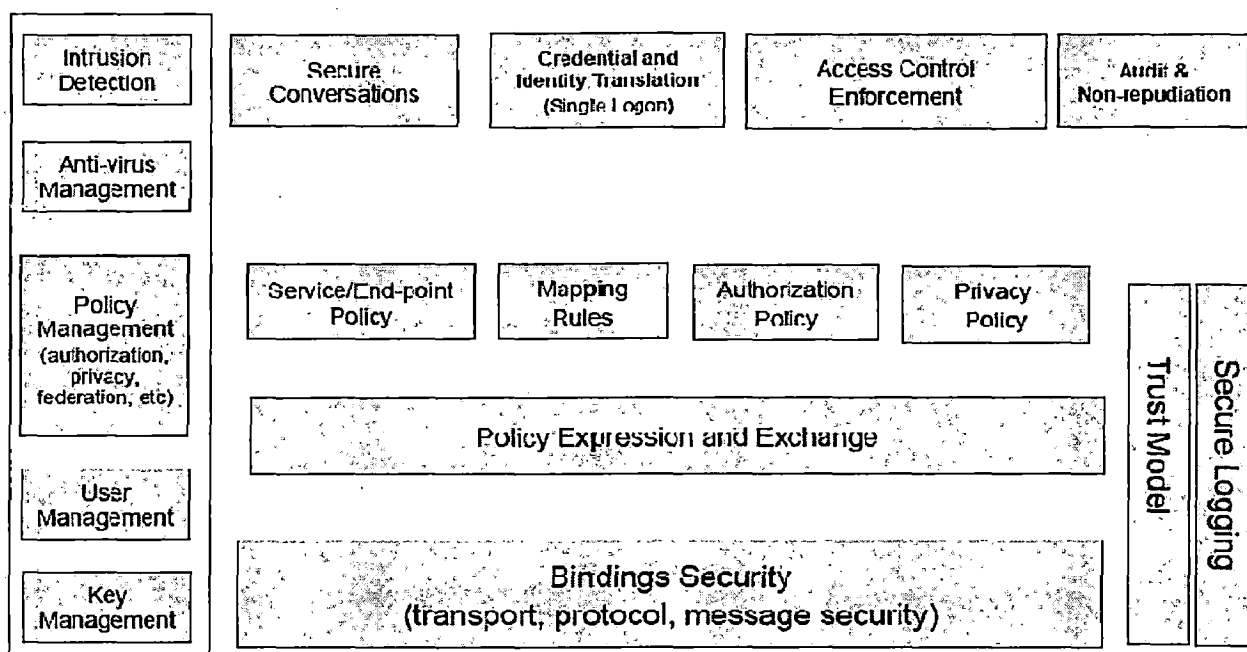 Intrusion
Detection
Anti-virus
Management
Policy
Management
(authorization,
privacy,
federation, etc)
User
Management
Key
Management
Secure
Conversations
Credential and
Identity Translation
(Single Logon)
Access Control
Enforcement
Audit &
Non-repudiation
Service/End-point
Policy
Mapping
Rules
Authorization
Policy
Privacy
Policy
Policy Expression and Exchange
Bindings Security
(transport, protocol, message security)
Trust Model
Secure Logging